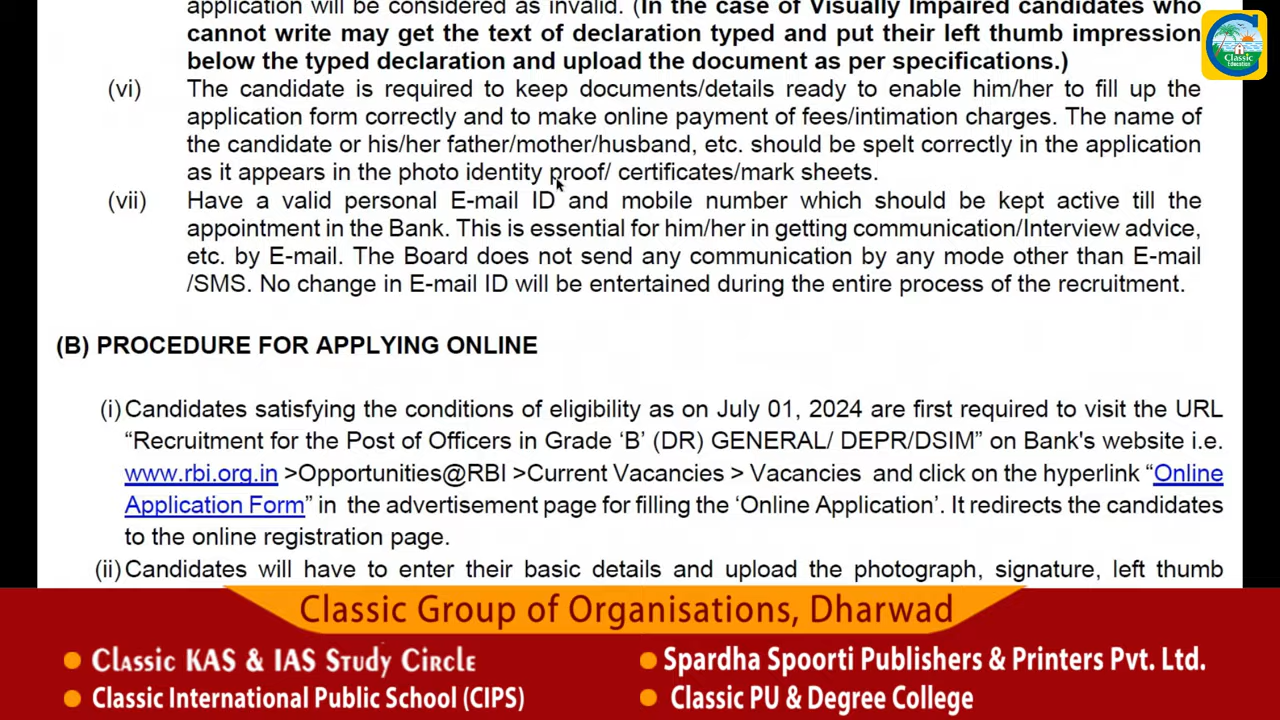 application will be considered as invalid. (In the case of Visually Impaired candidates who
cannot write may get the text of declaration typed and put their left thumb impression
below the typed declaration and upload the document as per specifications.)
(vi) The candidate is required to keep documents/details ready to enable him/her to fill up the
application form correctly and to make online payment of fees/intimation charges. The name of
the candidate or his/her father/mother/husband, etc. should be spelt correctly in the application
as it appears in the photo identity proof/ certificates/mark sheets.
(vii) Have a valid personal E-mail ID and mobile number which should be kept active till the
appointment in the Bank. This is essential for him/her in getting communication/Interview advice,
etc. by E-mail. The Board does not send any communication by any mode other than E-mail
/SMS. No change in E-mail ID will be entertained during the entire process of the recruitment.
(B) PROCEDURE FOR APPLYING ONLINE
(i) Candidates satisfying the conditions of eligibility as on July 01, 2024 are first required to visit the URL
“Recruitment for the Post of Officers in Grade ‘B’ (DR) GENERAL/ DEPR/DSIM” on Bank's website i.e.
www.rbi.org.in >Opportunities@RBI >Current Vacancies > Vacancies and click on the hyperlink “Online
Application Form” in the advertisement page for filling the ‘Online Application’. It redirects the candidates
to the online registration page.
(ii) Candidates will have to enter their basic details and upload the photograph, signature, left thumb
Classic
Education
Classic Group of Organisations, Dharwad
Classic KAS & IAS Study Circle
Spardha Spoorti Publishers & Printers Pvt. Ltd.
Classic International Public School (CIPS)
Classic PU & Degree College